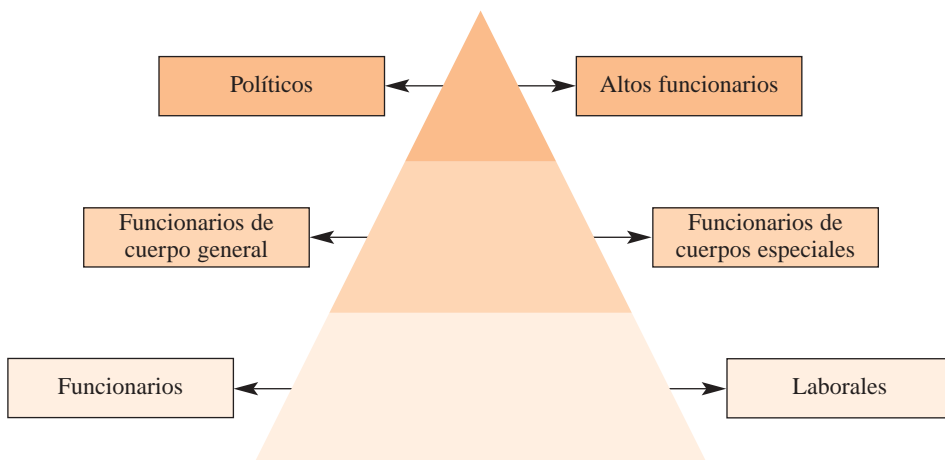 Políticos
Altos funcionarios
Funcionarios de
cuerpo general
Funcionarios de
cuerpos especiales
Funcionarios
Laborales